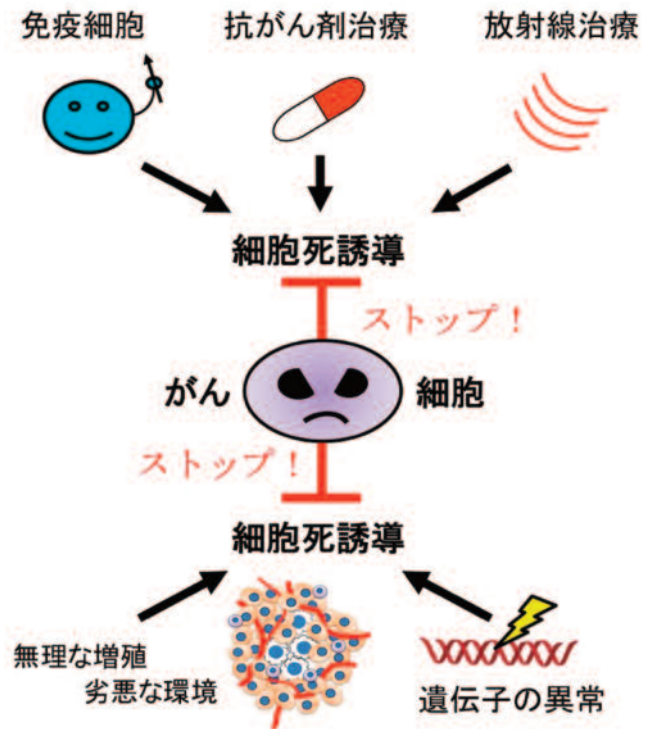 免疫細胞
抗がん剤治療
放射線治療
細胞死誘導
ストップ！
がん
細胞
ストップ！
細胞死誘導
無理な増殖
劣悪な環境
遺伝子の異常